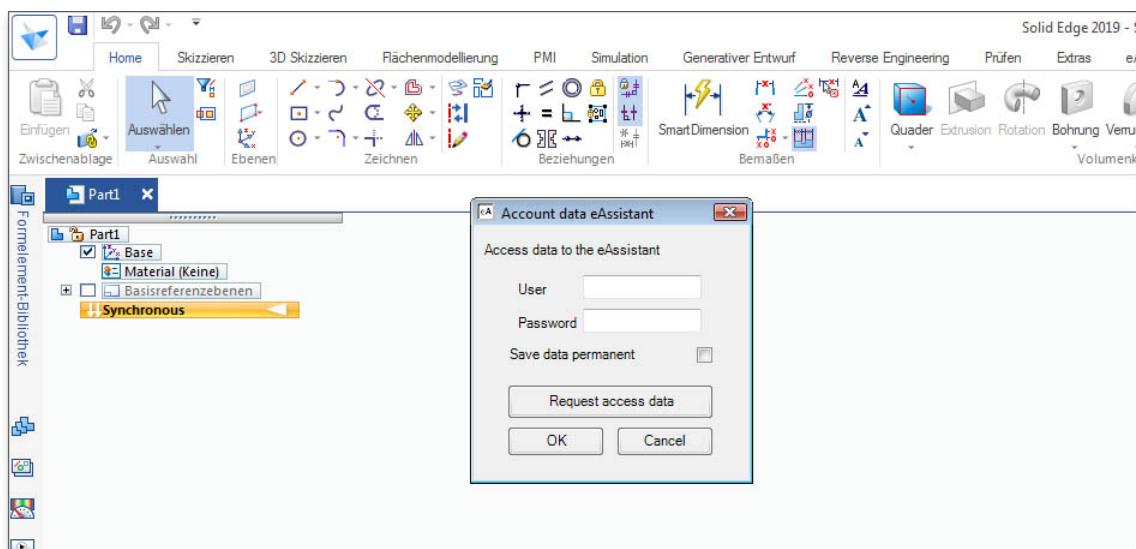 Solid Edge 2019 -
Home Skizzieren 3D Skizzieren Flächenmodellierung PMI Simulation Generativer Entwurf Reverse Engineering Prüfen Extras
Einfügen Auswählen SmartDimension Quader Extrusion Rotation Bohrung
Zwischenablage Auswahl Ebenen Zeichnen Beziehungen Bemaßen
Part1
Formelement-Bibliothek
Part1
Base
Material (Keine)
Basisreferenzebenen
Synchronous
eA Account data eAssistant
Access data to the eAssistant
User
Password
Save data permanent
Request access data
OK Cancel